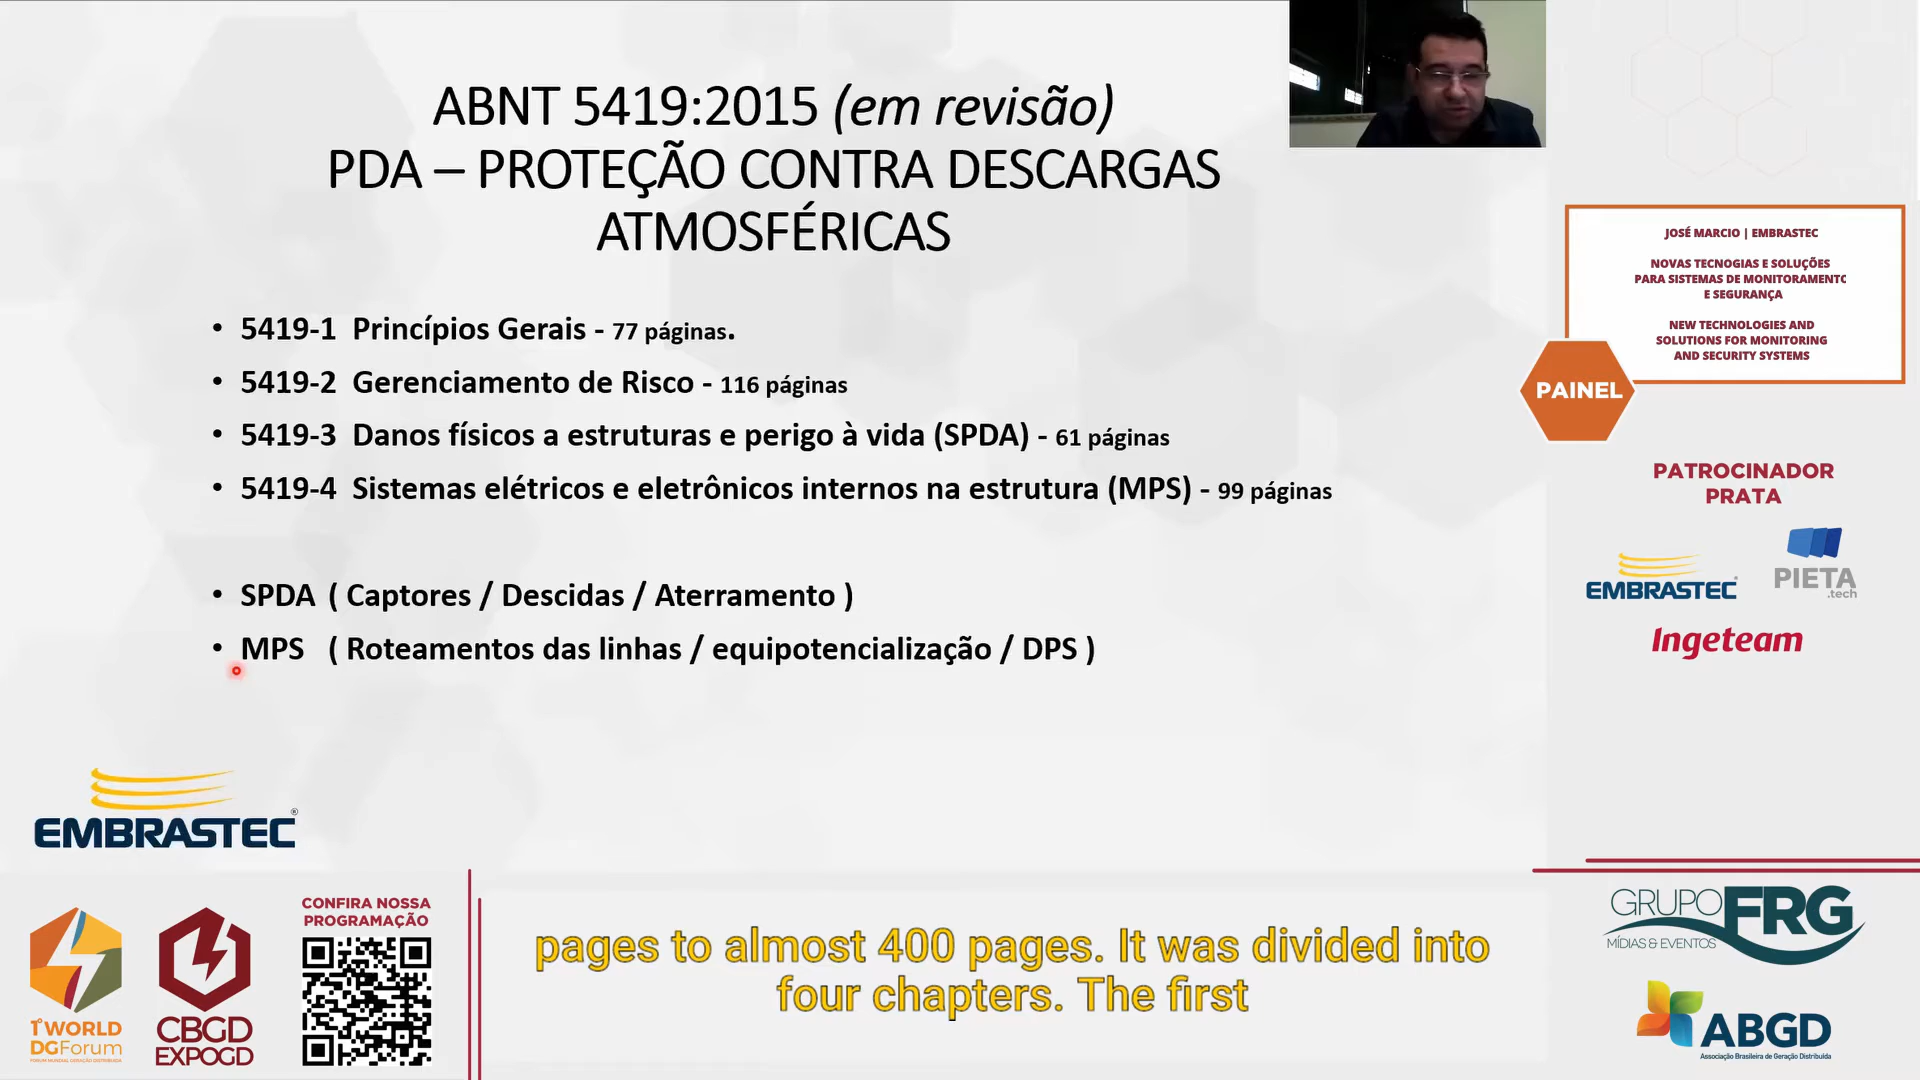 ABNT 5419:2015 (em revisão)
PDA – PROTEÇÃO CONTRA DESCARGAS
ATMOSFÉRICAS
• 5419-1 Princípios Gerais - 77 páginas.
• 5419-2 Gerenciamento de Risco - 116 páginas
• 5419-3 Danos físicos a estruturas e perigo à vida (SPDA) - 61 páginas
• 5419-4 Sistemas elétricos e eletrônicos internos na estrutura (MPS) - 99 páginas
• SPDA ( Captores / Descidas / Aterramento )
• MPS ( Roteamentos das linhas / equipotencialização / DPS )
EMBRASTEC®
JOSÉ MARCIO | EMBRASTEC
NOVAS TECNOGIAS E SOLUÇÕES
PARA SISTEMAS DE MONITORAMENTO
E SEGURANÇA
NEW TECHNOLOGIES AND
SOLUTIONS FOR MONITORING
AND SECURITY SYSTEMS
PAINEL
PATROCINADOR
PRATA
EMBRASTEC
PIETA
.tech
Ingeteam
1º WORLD
DGForum
FORUM MUNDIAL GERAÇÃO DISTRIBUÍDA
CBGD
EXPOGD
CONFIRA NOSSA
PROGRAMAÇÃO
pages to almost 400 pages. It was divided into
four chapters. The first
GRUPO FRG
MÍDIAS & EVENTOS
ABGD
Associação Brasileira de Geração Distribuída